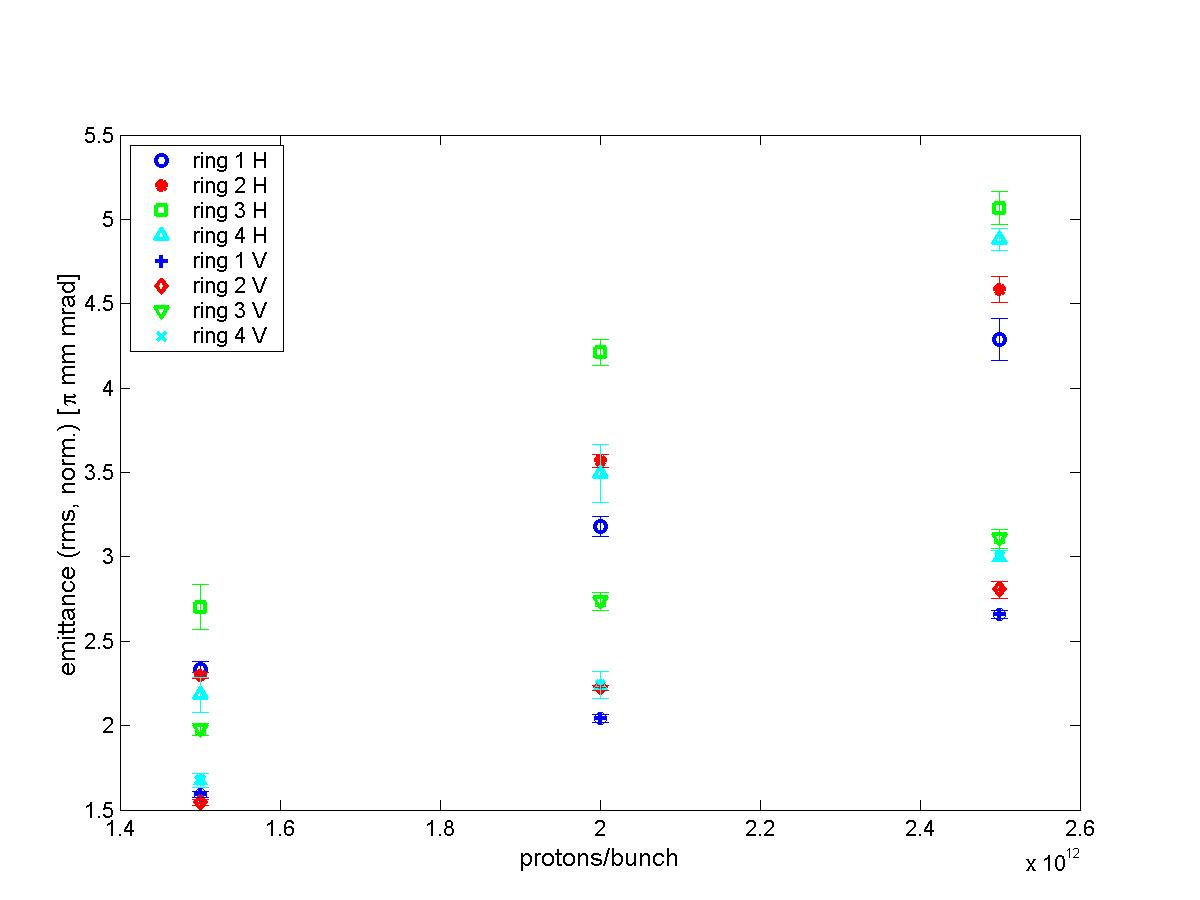 5.5
5
4.5
4
3.5
3
2.5
2
1.5
emittance (rms, norm.) [π mm mrad]
ring 1 H
ring 2 H
ring 3 H
ring 4 H
ring 1 V
ring 2 V
ring 3 V
ring 4 V
1.4 1.6 1.8 2 2.2 2.4 2.6
protons/bunch
x 10^12